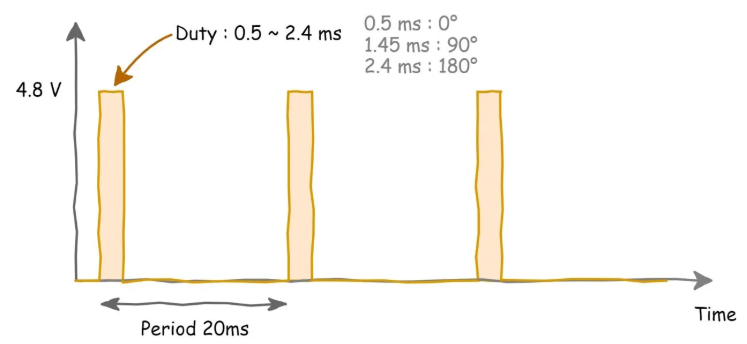 Duty : 0.5 ~ 2.4 ms
0.5 ms : 0°
1.45 ms : 90°
2.4 ms : 180°
4.8 V
Time
Period 20ms